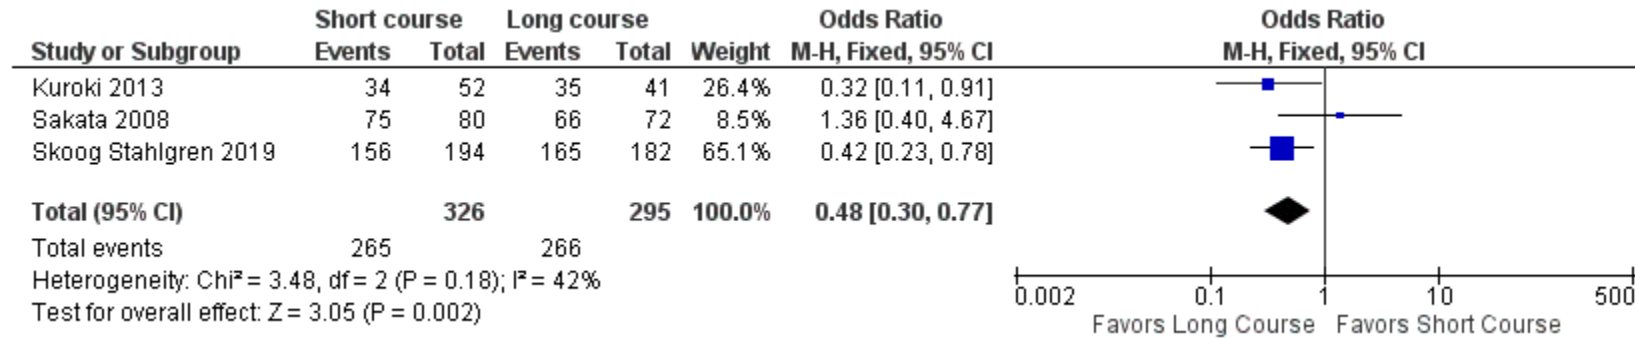 Short course Long course Odds Ratio Odds Ratio
Study or Subgroup Events Total Events Total Weight M-H, Fixed, 95% CI M-H, Fixed, 95% CI
Kuroki 2013 34 52 35 41 26.4% 0.32 [0.11, 0.91]
Sakata 2008 75 80 66 72 8.5% 1.36 [0.40, 4.67]
Skoog Stahlgren 2019 156 194 165 182 65.1% 0.42 [0.23, 0.78]
Total (95% CI) 326 295 100.0% 0.48 [0.30, 0.77]
Total events 265 266
Heterogeneity: Chi² = 3.48, df = 2 (P = 0.18); I² = 42%
Test for overall effect: Z = 3.05 (P = 0.002)
0.002 0.1 1 10 500
Favors Long Course Favors Short Course